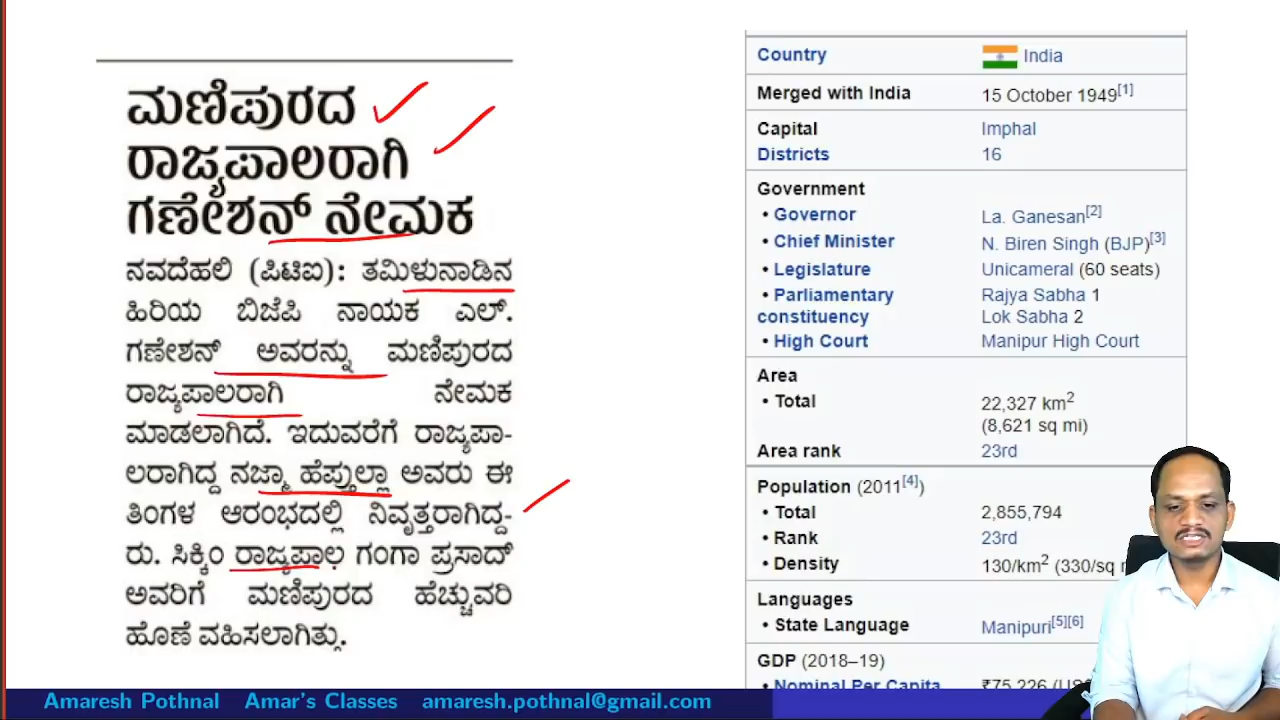 ಮಣಿಪುರದ
ರಾಜ್ಯಪಾಲರಾಗಿ
ಗಣೇಶನ್ ನೇಮಕ
ನವದೆಹಲಿ (ಪಿಟಿಐ): ತಮಿಳುನಾಡಿನ
ಹಿರಿಯ ಬಿಜೆಪಿ ನಾಯಕ ಎಲ್.
ಗಣೇಶನ್ ಅವರನ್ನು ಮಣಿಪುರದ
ರಾಜ್ಯಪಾಲರಾಗಿ ನೇಮಕ
ಮಾಡಲಾಗಿದೆ. ಇದುವರೆಗೆ ರಾಜ್ಯಪಾ-
ಲರಾಗಿದ್ದ ನಜ್ಮಾ ಹೆಪ್ತುಲ್ಲಾ ಅವರು ಈ
ತಿಂಗಳ ಆರಂಭದಲ್ಲಿ ನಿವೃತ್ತರಾಗಿದ್ದ-
ರು. ಸಿಕ್ಕಿಂ ರಾಜ್ಯಪಾಲ ಗಂಗಾ ಪ್ರಸಾದ್
ಅವರಿಗೆ ಮಣಿಪುರದ ಹೆಚ್ಚುವರಿ
ಹೊಣೆ ವಹಿಸಲಾಗಿತ್ತು.
Country India
Merged with India 15 October 1949[1]
Capital Imphal
Districts 16
Government
• Governor La. Ganesan[2]
• Chief Minister N. Biren Singh (BJP)[3]
• Legislature Unicameral (60 seats)
• Parliamentary Rajya Sabha 1
constituency Lok Sabha 2
• High Court Manipur High Court
Area
• Total 22,327 km2
(8,621 sq mi)
Area rank 23rd
Population (2011[4])
• Total 2,855,794
• Rank 23rd
• Density 130/km2 (330/sq
Languages
• State Language Manipuri[5][6]
GDP (2018–19)
• Nominal Per Capita ₹75,226
Amaresh Pothnal Amar's Classes amaresh.pothnal@gmail.com